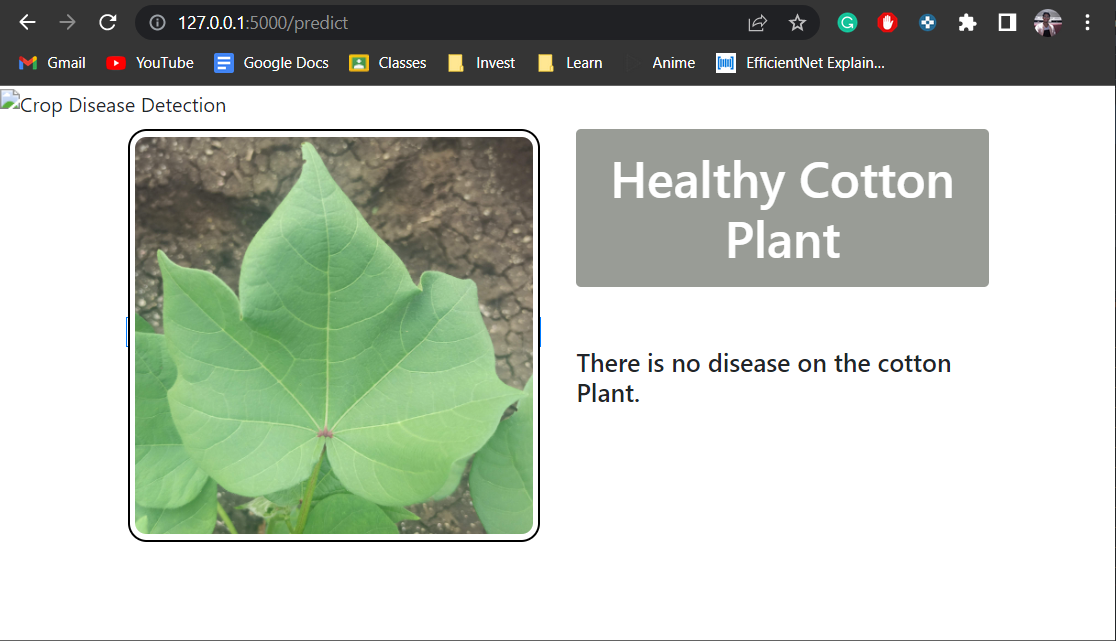 127.0.0.1:5000/predict
Gmail YouTube Google Docs Classes Invest Learn Anime EfficientNet Explain...
Crop Disease Detection
Healthy Cotton
Plant
There is no disease on the cotton
Plant.